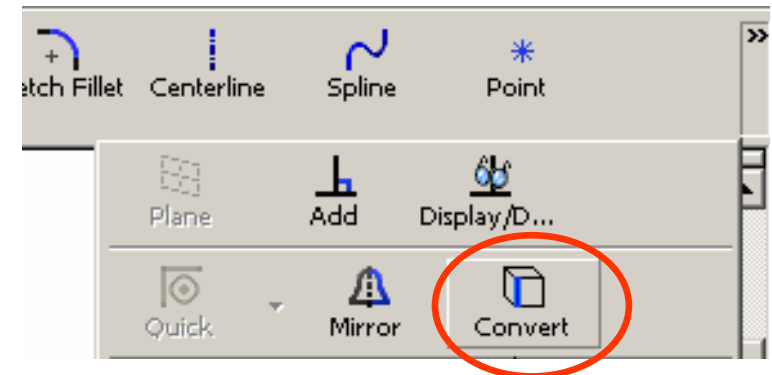 etch Fillet Centerline Spline Point
Plane Add Display/D...
Quick Mirror Convert